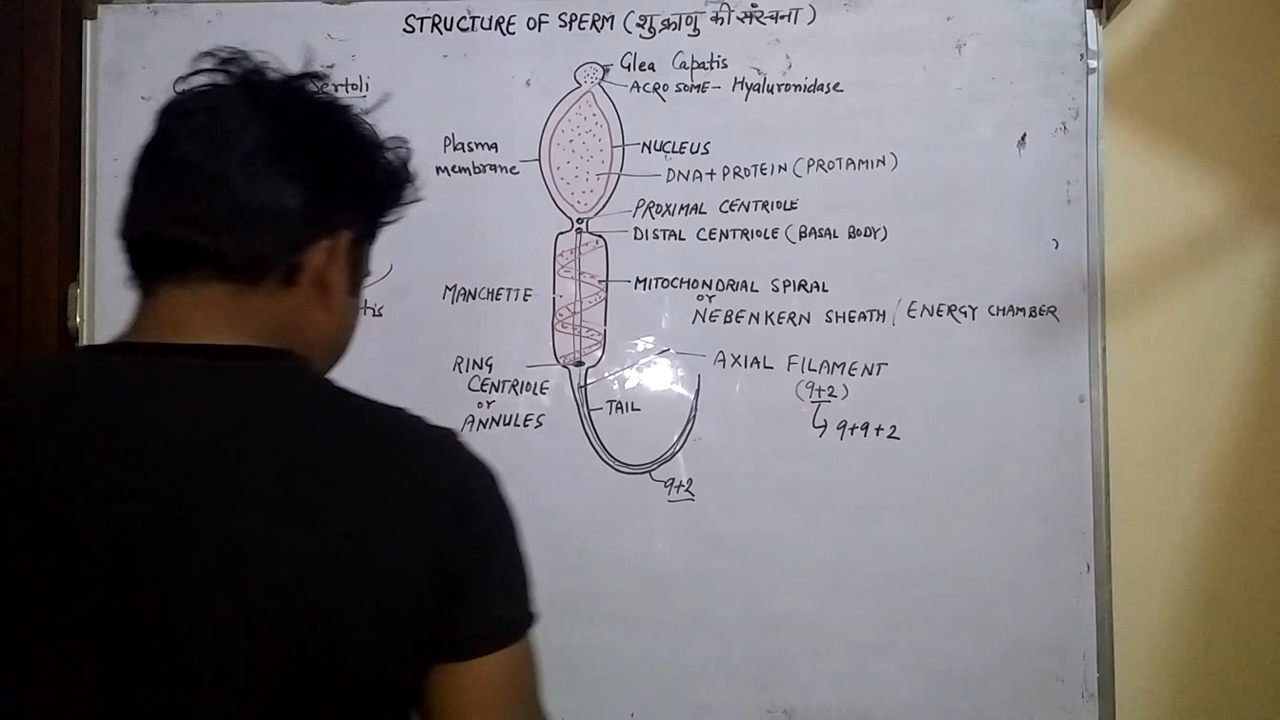 STRUCTURE OF SPERM (शुक्राणु की संरचना)
Glea Capatis
ertoli
ACROSOME - Hyaluronidase
Plasma
membrane
NUCLEUS
DNA + PROTEIN (PROTAMIN)
PROXIMAL CENTRIOLE
DISTAL CENTRIOLE (BASAL BODY)
MANCHETTE
MITOCHONDRIAL SPIRAL
or
NEBENKERN SHEATH / ENERGY CHAMBER
tis
RING
CENTRIOLE
or
ANNULES
AXIAL FILAMENT
(9+2)
9+9+2
TAIL
9+2